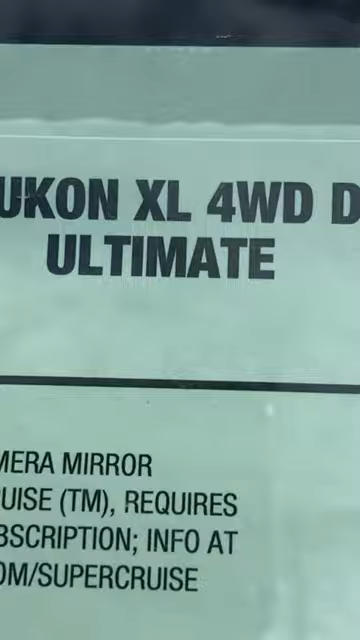 UKON XL 4WD D
ULTIMATE
MERA MIRROR
UISE (TM), REQUIRES
BSCRIPTION; INFO AT
OM/SUPERCRUISE